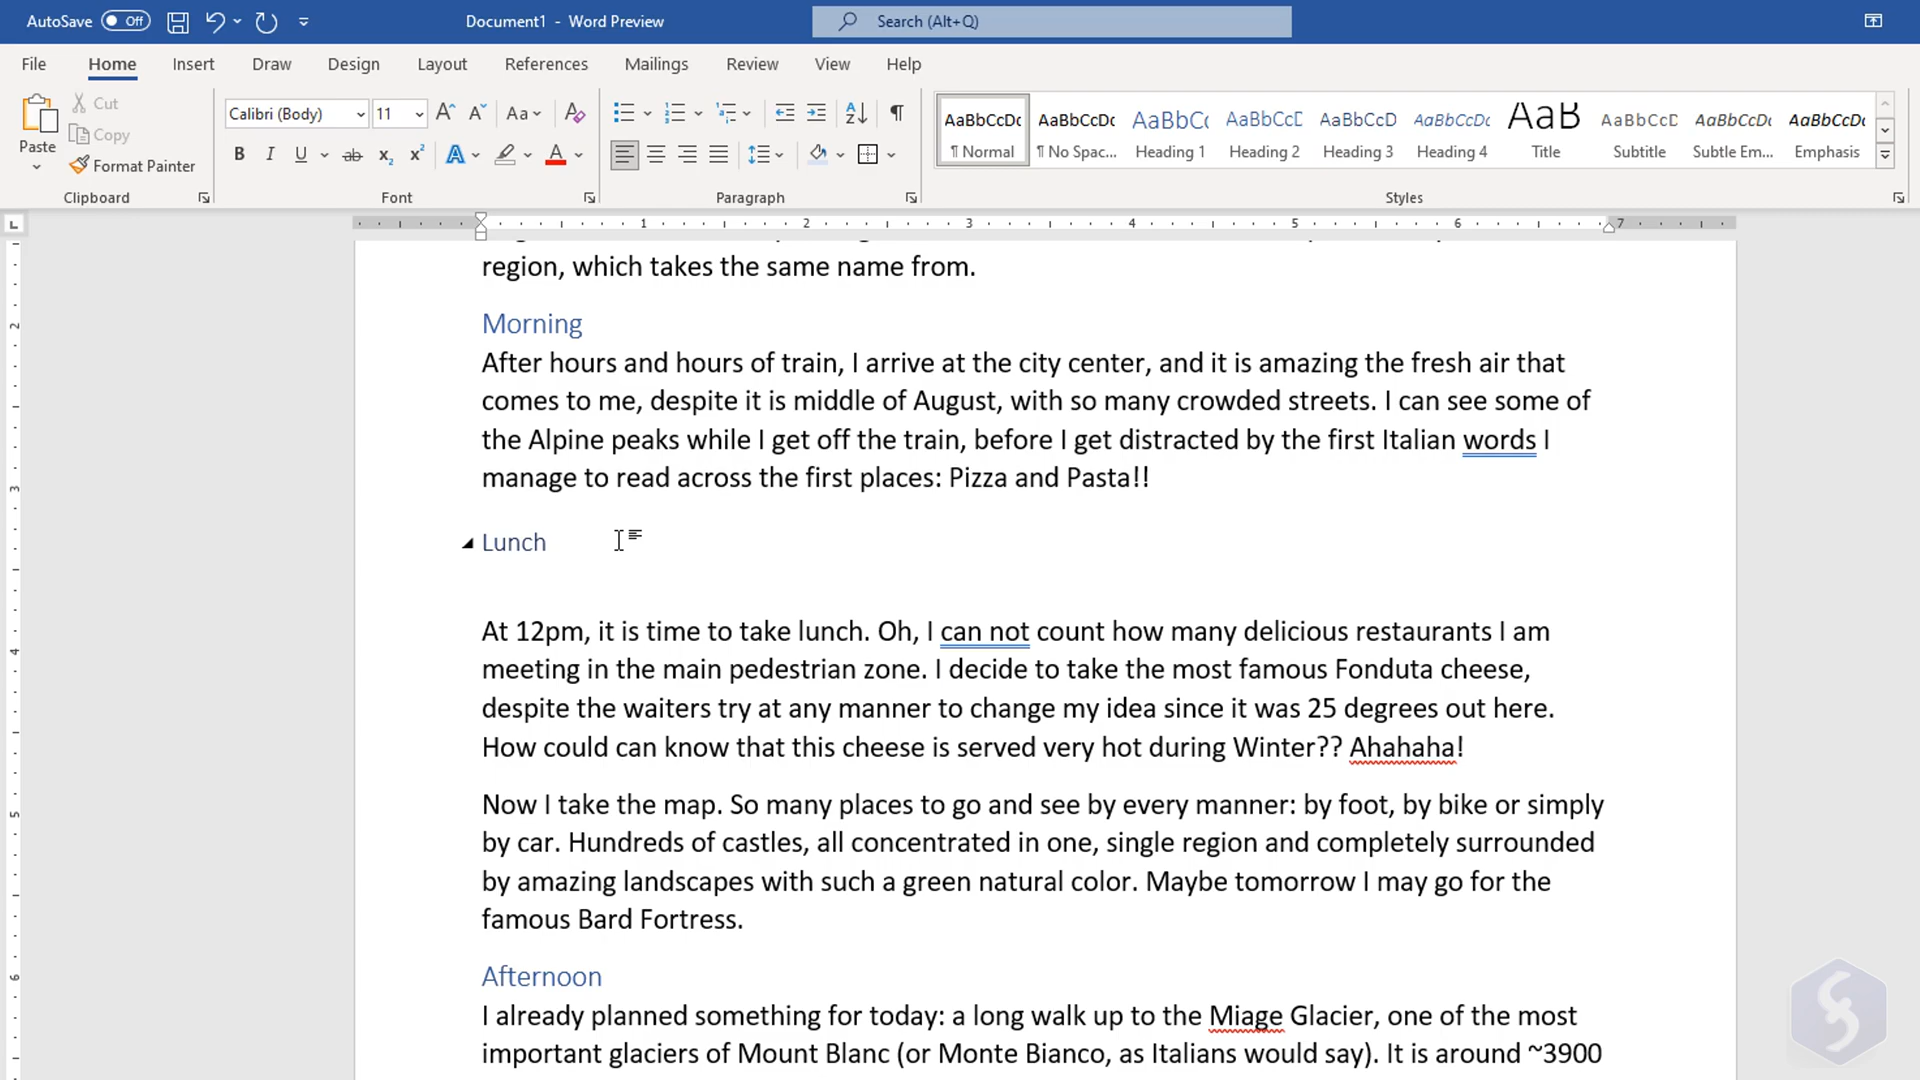 AutoSave Off Document1 - Word Preview Search (Alt+Q)
File Home Insert Draw Design Layout References Mailings Review View Help
Paste
Cut
Copy
Format Painter
Clipboard
Calibri (Body) 11
Font
Paragraph
AaBbCcDc AaBbCcDc AaBbCc AaBbCcD AaBbCcD AaBbCcDc AaB AaBbCcD AaBbCcDc AaBbCcDc
¶ Normal ¶ No Spac... Heading 1 Heading 2 Heading 3 Heading 4 Title Subtitle Subtle Em... Emphasis
Styles
1 2 3 4 5 6 7
2
3
4
5
6
region, which takes the same name from.
Morning
After hours and hours of train, I arrive at the city center, and it is amazing the fresh air that
comes to me, despite it is middle of August, with so many crowded streets. I can see some of
the Alpine peaks while I get off the train, before I get distracted by the first Italian words I
manage to read across the first places: Pizza and Pasta!!
Lunch
At 12pm, it is time to take lunch. Oh, I can not count how many delicious restaurants I am
meeting in the main pedestrian zone. I decide to take the most famous Fonduta cheese,
despite the waiters try at any manner to change my idea since it was 25 degrees out here.
How could can know that this cheese is served very hot during Winter?? Ahahaha!
Now I take the map. So many places to go and see by every manner: by foot, by bike or simply
by car. Hundreds of castles, all concentrated in one, single region and completely surrounded
by amazing landscapes with such a green natural color. Maybe tomorrow I may go for the
famous Bard Fortress.
Afternoon
I already planned something for today: a long walk up to the Miage Glacier, one of the most
important glaciers of Mount Blanc (or Monte Bianco, as Italians would say). It is around ~3900